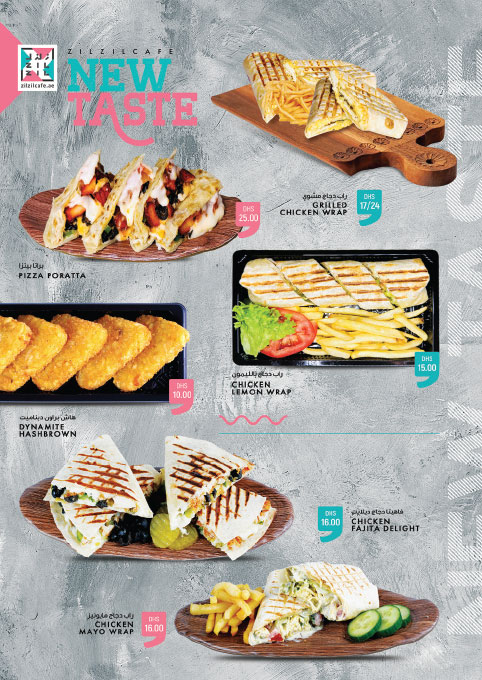 ZILZILCAFE
zilzilcafe.ae
NEW
TASTE
راب دجاج مشوي
GRILLED
CHICKEN WRAP
DHS
17/24
DHS
25.00
براتا بيتزا
PIZZA PORATTA
DHS
15.00
راب دجاج بالليمون
CHICKEN
LEMON WRAP
DHS
10.00
هاش براون ديناميت
DYNAMITE
HASHBROWN
DHS
16.00
فاهيتا دجاج ديلايت
CHICKEN
FAJITA DELIGHT
راب دجاج مايونيز
CHICKEN
MAYO WRAP
DHS
16.00